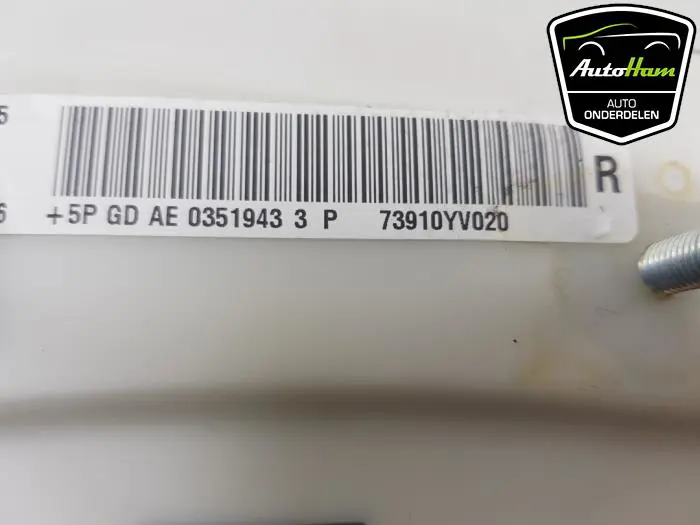 AutoHam
AUTO
ONDERDELEN
5
R
6 +5P GD AE 0351943 3 P 73910YV020